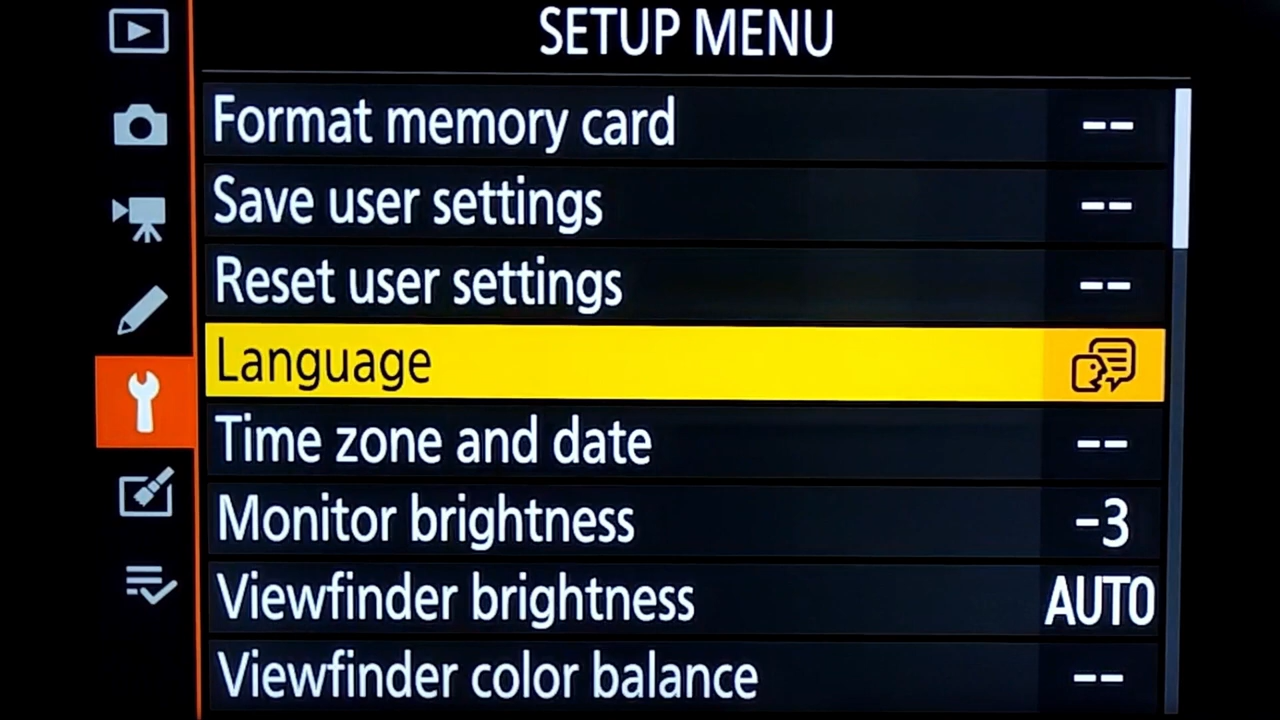 SETUP MENU
Format memory card --
Save user settings --
Reset user settings --
Language
Time zone and date --
Monitor brightness -3
Viewfinder brightness AUTO
Viewfinder color balance --